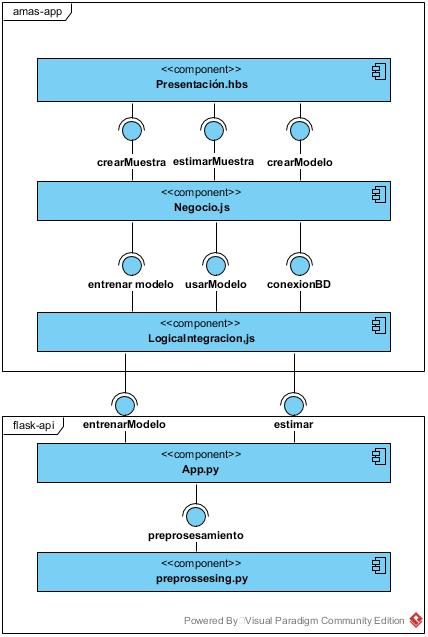 amas-app
<<component>>
Presentación.hbs
crearMuestra estimarMuestra crearModelo
<<component>>
Negocio.js
entrenar modelo usarModelo conexionBD
<<component>>
LogicaIntegracion,js
flask-api
entrenarModelo estimar
<<component>>
App.py
preprosesamiento
<<component>>
preprossesing.py
Powered By Visual Paradigm Community Edition